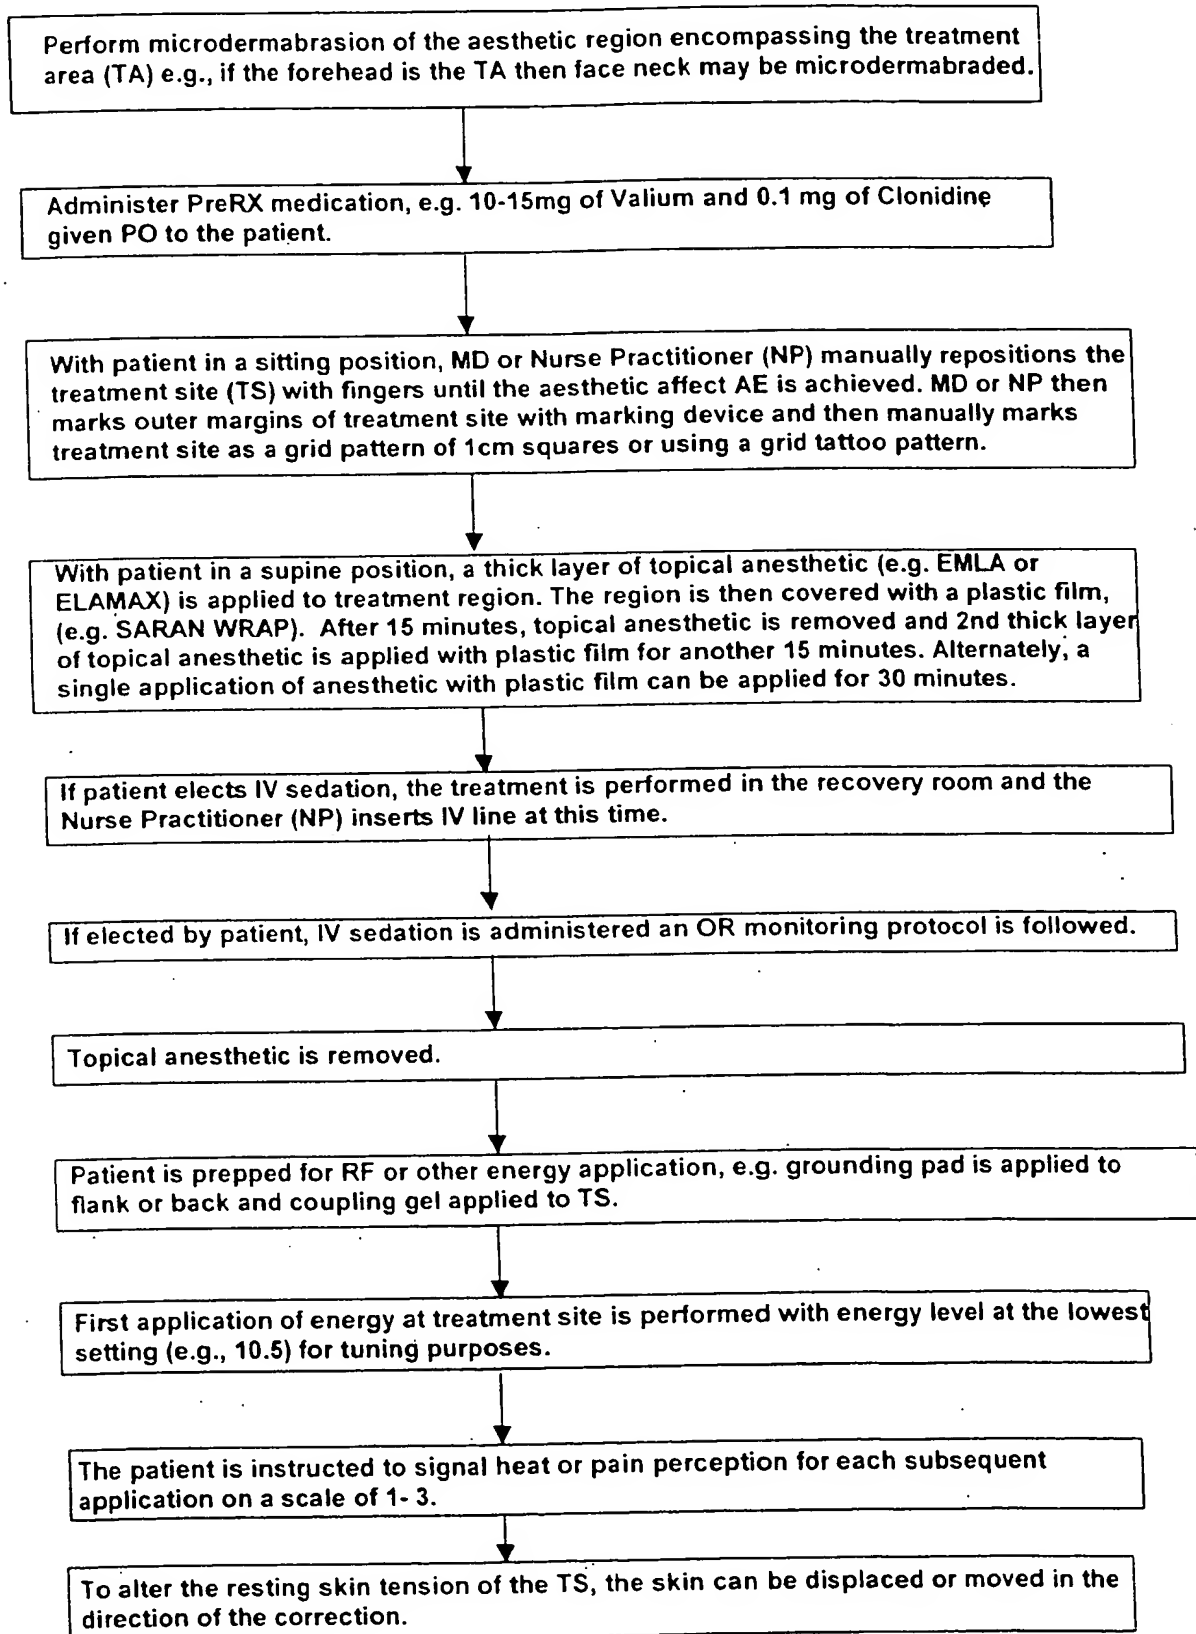 Perform microdermabrasion of the aesthetic region encompassing the treatment
area (TA) e.g., if the forehead is the TA then face neck may be microdermabraded.
Administer PreRX medication, e.g. 10-15mg of Valium and 0.1 mg of Clonidine
given PO to the patient.
With patient in a sitting position, MD or Nurse Practitioner (NP) manually repositions the
treatment site (TS) with fingers until the aesthetic affect AE is achieved. MD or NP then
marks outer margins of treatment site with marking device and then manually marks
treatment site as a grid pattern of 1cm squares or using a grid tattoo pattern.
With patient in a supine position, a thick layer of topical anesthetic (e.g. EMLA or
ELAMAX) is applied to treatment region. The region is then covered with a plastic film,
(e.g. SARAN WRAP). After 15 minutes, topical anesthetic is removed and 2nd thick layer
of topical anesthetic is applied with plastic film for another 15 minutes. Alternately, a
single application of anesthetic with plastic film can be applied for 30 minutes.
If patient elects IV sedation, the treatment is performed in the recovery room and the
Nurse Practitioner (NP) inserts IV line at this time.
If elected by patient, IV sedation is administered an OR monitoring protocol is followed.
Topical anesthetic is removed.
Patient is prepped for RF or other energy application, e.g. grounding pad is applied to
flank or back and coupling gel applied to TS.
First application of energy at treatment site is performed with energy level at the lowest
setting (e.g., 10.5) for tuning purposes.
The patient is instructed to signal heat or pain perception for each subsequent
application on a scale of 1- 3.
To alter the resting skin tension of the TS, the skin can be displaced or moved in the
direction of the correction.